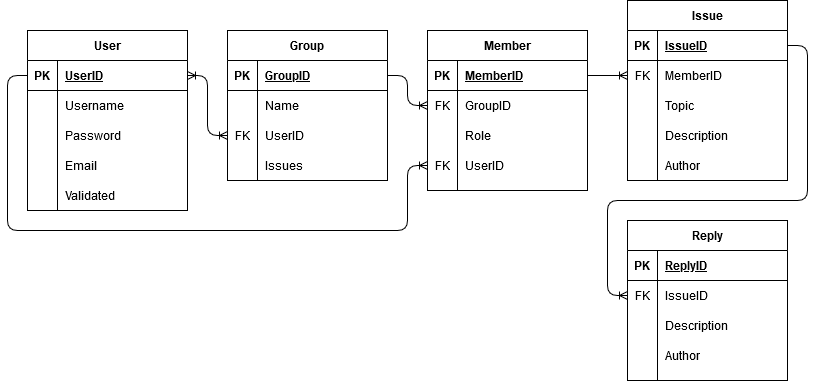 User
PK UserID
Username
Password
Email
Validated
Group
PK GroupID
Name
FK UserID
Issues
Member
PK MemberID
FK GroupID
Role
FK UserID
Issue
PK IssueID
FK MemberID
Topic
Description
Author
Reply
PK ReplyID
FK IssueID
Description
Author